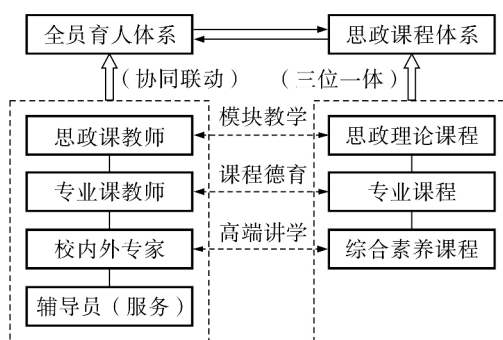 全员育人体系
思政课程体系
（协同联动）
（三位一体）
模块教学
思政课教师
思政理论课程
课程德育
专业课教师
专业课程
高端讲学
校内外专家
综合素养课程
辅导员（服务）